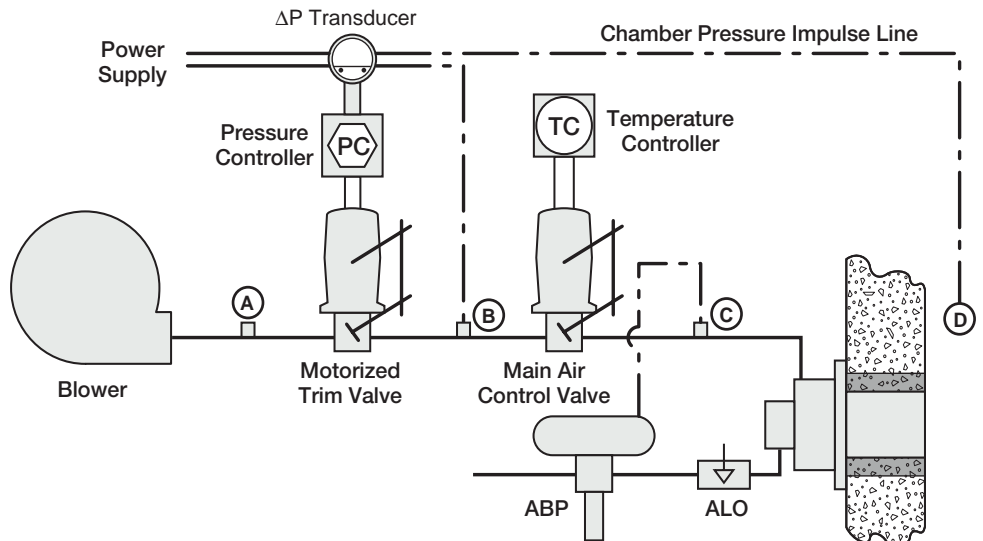 ΔP Transducer
Chamber Pressure Impulse Line
Power
Supply
Pressure
Controller
PC
TC
Temperature
Controller
A
B
C
D
Blower
Motorized
Trim Valve
Main Air
Control Valve
ABP
ALO